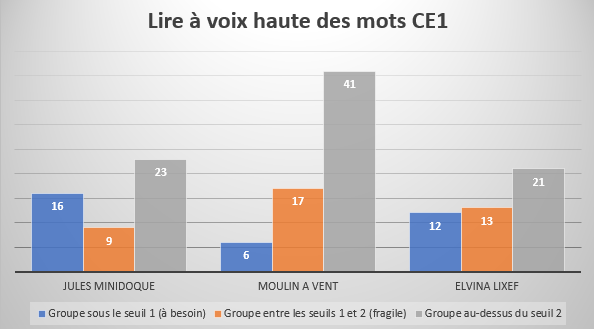 Lire à voix haute des mots CE1
16
9
23
6
17
41
12
13
21
JULES MINIDOQUE
MOULIN A VENT
ELVINA LIXEF
Groupe sous le seuil 1 (à besoin)
Groupe entre les seuils 1 et 2 (fragile)
Groupe au-dessus du seuil 2